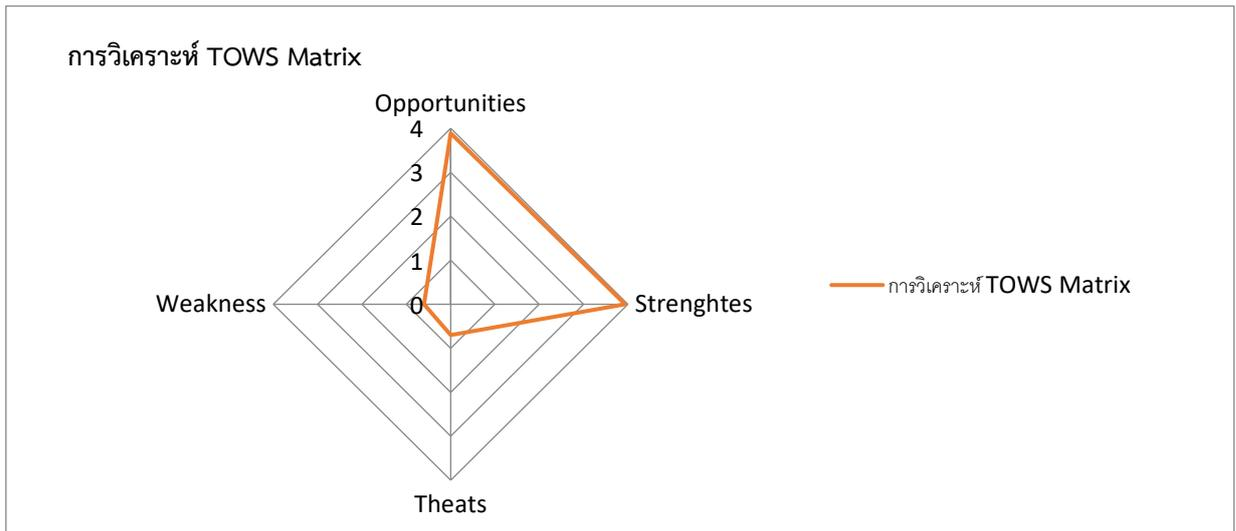 การวิเคราะห์ TOWS Matrix
Opportunities
4
3
2
1
0
Weakness
Strenghtes
Theats
การวิเคราะห์ TOWS Matrix